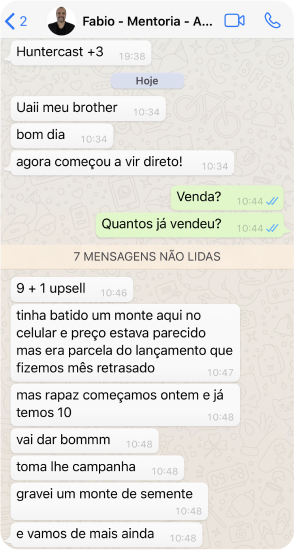 2
Fabio - Mentoria - A...
Huntercast +3 19:38
Hoje
Uaii meu brother 10:34
bom dia 10:34
agora começou a vir direto! 10:34
Venda? 10:44
Quantos já vendeu? 10:44
7 MENSAGENS NÃO LIDAS
9 + 1 upsell 10:46
tinha batido um monte aqui no
celular e preço estava parecido
mas era parcela do lançamento que
fizemos mês retrasado 10:47
mas rapaz começamos ontem e já
temos 10 10:48
vai dar bommm 10:48
toma lhe campanha 10:48
gravei um monte de semente
10:48
e vamos de mais ainda 10:48